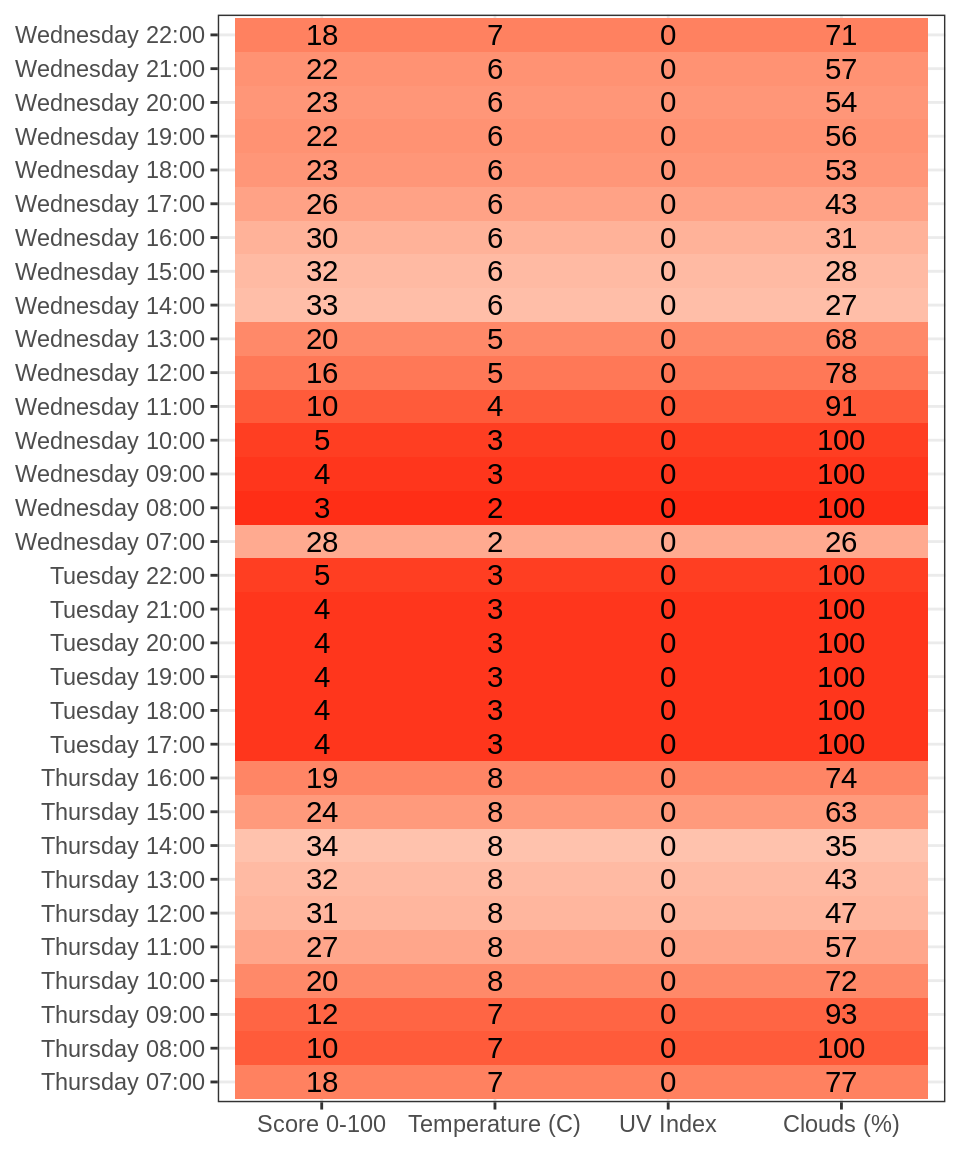 Wednesday 22:00 18 7 0 71
Wednesday 21:00 22 6 0 57
Wednesday 20:00 23 6 0 54
Wednesday 19:00 22 6 0 56
Wednesday 18:00 23 6 0 53
Wednesday 17:00 26 6 0 43
Wednesday 16:00 30 6 0 31
Wednesday 15:00 32 6 0 28
Wednesday 14:00 33 6 0 27
Wednesday 13:00 20 5 0 68
Wednesday 12:00 16 5 0 78
Wednesday 11:00 10 4 0 91
Wednesday 10:00 5 3 0 100
Wednesday 09:00 4 3 0 100
Wednesday 08:00 3 2 0 100
Wednesday 07:00 28 2 0 26
Tuesday 22:00 5 3 0 100
Tuesday 21:00 4 3 0 100
Tuesday 20:00 4 3 0 100
Tuesday 19:00 4 3 0 100
Tuesday 18:00 4 3 0 100
Tuesday 17:00 4 3 0 100
Thursday 16:00 19 8 0 74
Thursday 15:00 24 8 0 63
Thursday 14:00 34 8 0 35
Thursday 13:00 32 8 0 43
Thursday 12:00 31 8 0 47
Thursday 11:00 27 8 0 57
Thursday 10:00 20 8 0 72
Thursday 09:00 12 7 0 93
Thursday 08:00 10 7 0 100
Thursday 07:00 18 7 0 77
Score 0-100 Temperature (C) UV Index Clouds (%)